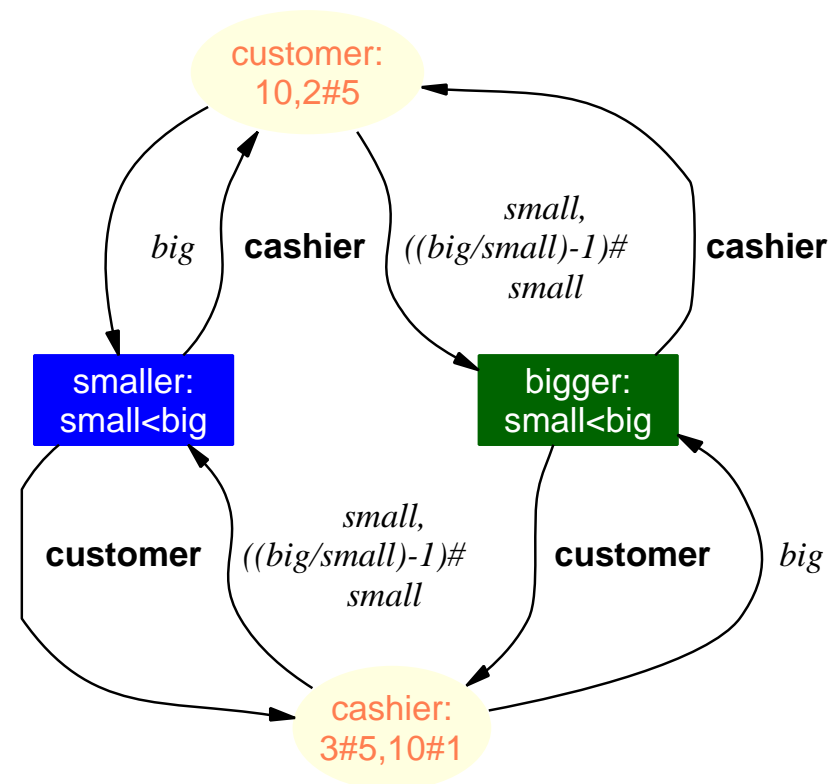 customer:
10,2#5
small,
big
cashier
((big/small)-1)#
cashier
small
smaller:
small<big
bigger:
small<big
small,
customer
((big/small)-1)#
customer
big
small
cashier:
3#5,10#1